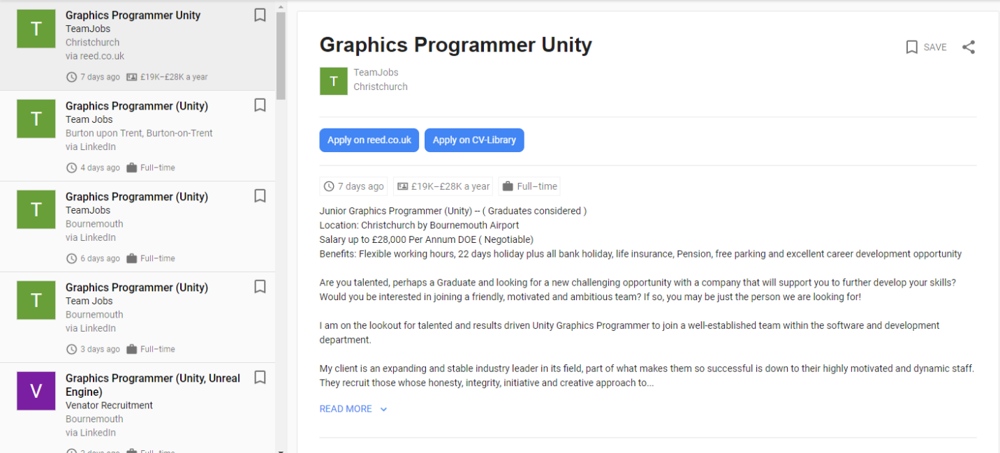 T
Graphics Programmer Unity
TeamJobs
Christchurch
via reed.co.uk
7 days ago £19K–£28K a year
T
Graphics Programmer (Unity)
Team Jobs
Burton upon Trent, Burton-on-Trent
via LinkedIn
4 days ago Full–time
T
Graphics Programmer (Unity)
TeamJobs
Bournemouth
via LinkedIn
6 days ago Full–time
T
Graphics Programmer (Unity)
Team Jobs
Bournemouth
via LinkedIn
3 days ago Full–time
V
Graphics Programmer (Unity, Unreal
Engine)
Venator Recruitment
Bournemouth
via LinkedIn
days ago Full–time
Graphics Programmer Unity
SAVE
T
TeamJobs
Christchurch
Apply on reed.co.uk Apply on CV-Library
7 days ago £19K–£28K a year Full–time
Junior Graphics Programmer (Unity) -- ( Graduates considered )
Location: Christchurch by Bournemouth Airport
Salary up to £28,000 Per Annum DOE ( Negotiable)
Benefits: Flexible working hours, 22 days holiday plus all bank holiday, life insurance, Pension, free parking and excellent career development opportunity
Are you talented, perhaps a Graduate and looking for a new challenging opportunity with a company that will support you to further develop your skills?
Would you be interested in joining a friendly, motivated and ambitious team? If so, you may be just the person we are looking for!
I am on the lookout for talented and results driven Unity Graphics Programmer to join a well-established team within the software and development
department.
My client is an expanding and stable industry leader in its field, part of what makes them so successful is down to their highly motivated and dynamic staff.
They recruit those whose honesty, integrity, initiative and creative approach to...
READ MORE